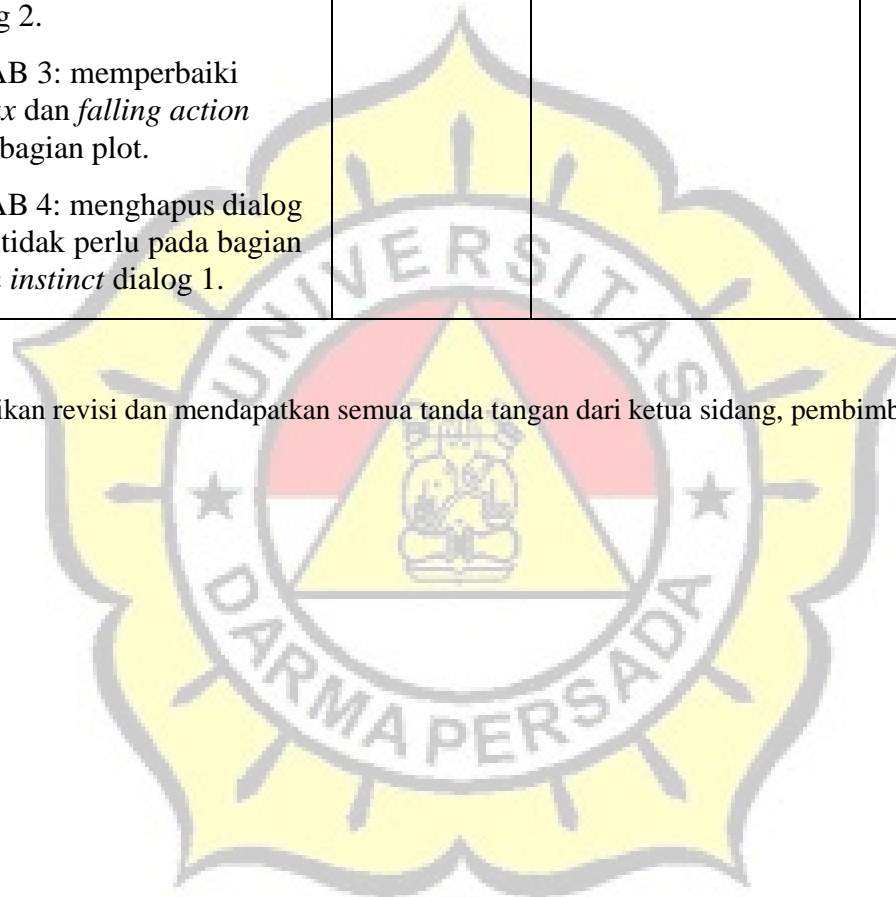 g 2.
AB 3: memperbaiki
ax dan falling action
bagian plot.
AB 4: menghapus dialog
tidak perlu pada bagian
instinct dialog 1.
ikan revisi dan mendapatkan semua tanda tangan dari ketua sidang, pembimb
UNIVERSITAS
DARMA PERSADA